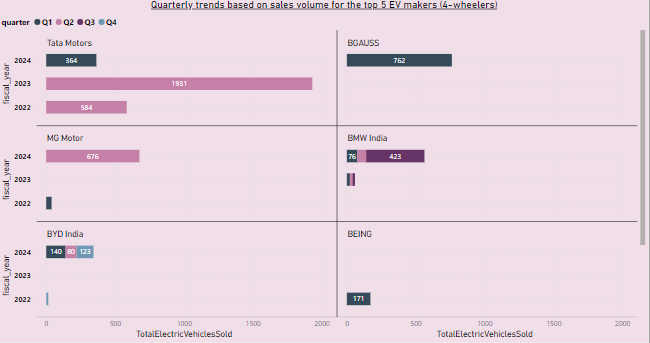 Quarterly trends based on sales volume for the top 5 EV makers (4-wheelers)
quarter Q1 Q2 Q3 Q4
Tata Motors BGAUSS
fiscal_year
2024 364 762
2023 1931
2022 584
MG Motor BMW India
fiscal_year
2024 676 76 423
2023
2022
BYD India BEING
fiscal_year
2024 140 80 123
2023
2022 171
0 500 1000 1500 2000 0 500 1000 1500 2000
TotalElectricVehiclesSold TotalElectricVehiclesSold